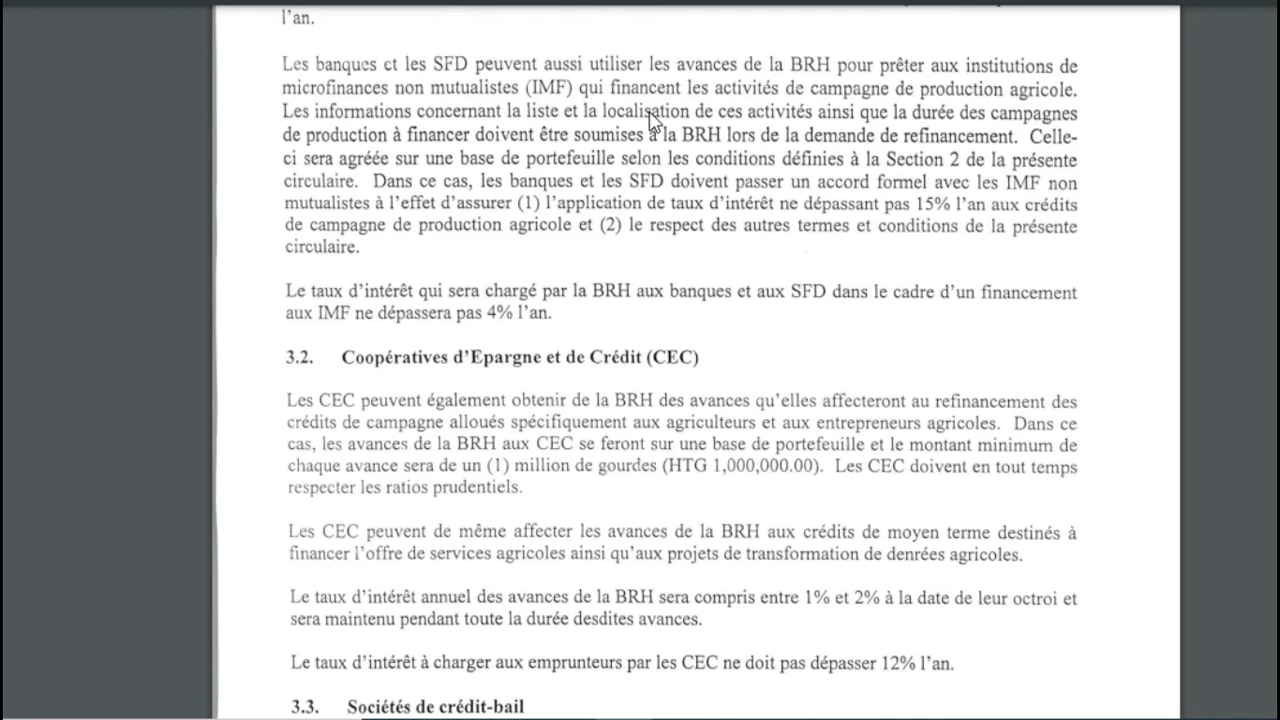 l'an.
Les banques et les SFD peuvent aussi utiliser les avances de la BRH pour prêter aux institutions de
microfinances non mutualistes (IMF) qui financent les activités de campagne de production agricole.
Les informations concernant la liste et la localisation de ces activités ainsi que la durée des campagnes
de production à financer doivent être soumises à la BRH lors de la demande de refinancement. Celle-
ci sera agréée sur une base de portefeuille selon les conditions définies à la Section 2 de la présente
circulaire. Dans ce cas, les banques et les SFD doivent passer un accord formel avec les IMF non
mutualistes à l'effet d'assurer (1) l'application de taux d'intérêt ne dépassant pas 15% l'an aux crédits
de campagne de production agricole et (2) le respect des autres termes et conditions de la présente
circulaire.
Le taux d'intérêt qui sera chargé par la BRH aux banques et aux SFD dans le cadre d'un financement
aux IMF ne dépassera pas 4% l'an.
3.2. Coopératives d'Epargne et de Crédit (CEC)
Les CEC peuvent également obtenir de la BRH des avances qu'elles affecteront au refinancement des
crédits de campagne alloués spécifiquement aux agriculteurs et aux entrepreneurs agricoles. Dans ce
cas, les avances de la BRH aux CEC se feront sur une base de portefeuille et le montant minimum de
chaque avance sera de un (1) million de gourdes (HTG 1,000,000.00). Les CEC doivent en tout temps
respecter les ratios prudentiels.
Les CEC peuvent de même affecter les avances de la BRH aux crédits de moyen terme destinés à
financer l'offre de services agricoles ainsi qu'aux projets de transformation de denrées agricoles.
Le taux d'intérêt annuel des avances de la BRH sera compris entre 1% et 2% à la date de leur octroi et
sera maintenu pendant toute la durée desdites avances.
Le taux d'intérêt à charger aux emprunteurs par les CEC ne doit pas dépasser 12% l'an.
3.3. Sociétés de crédit-bail